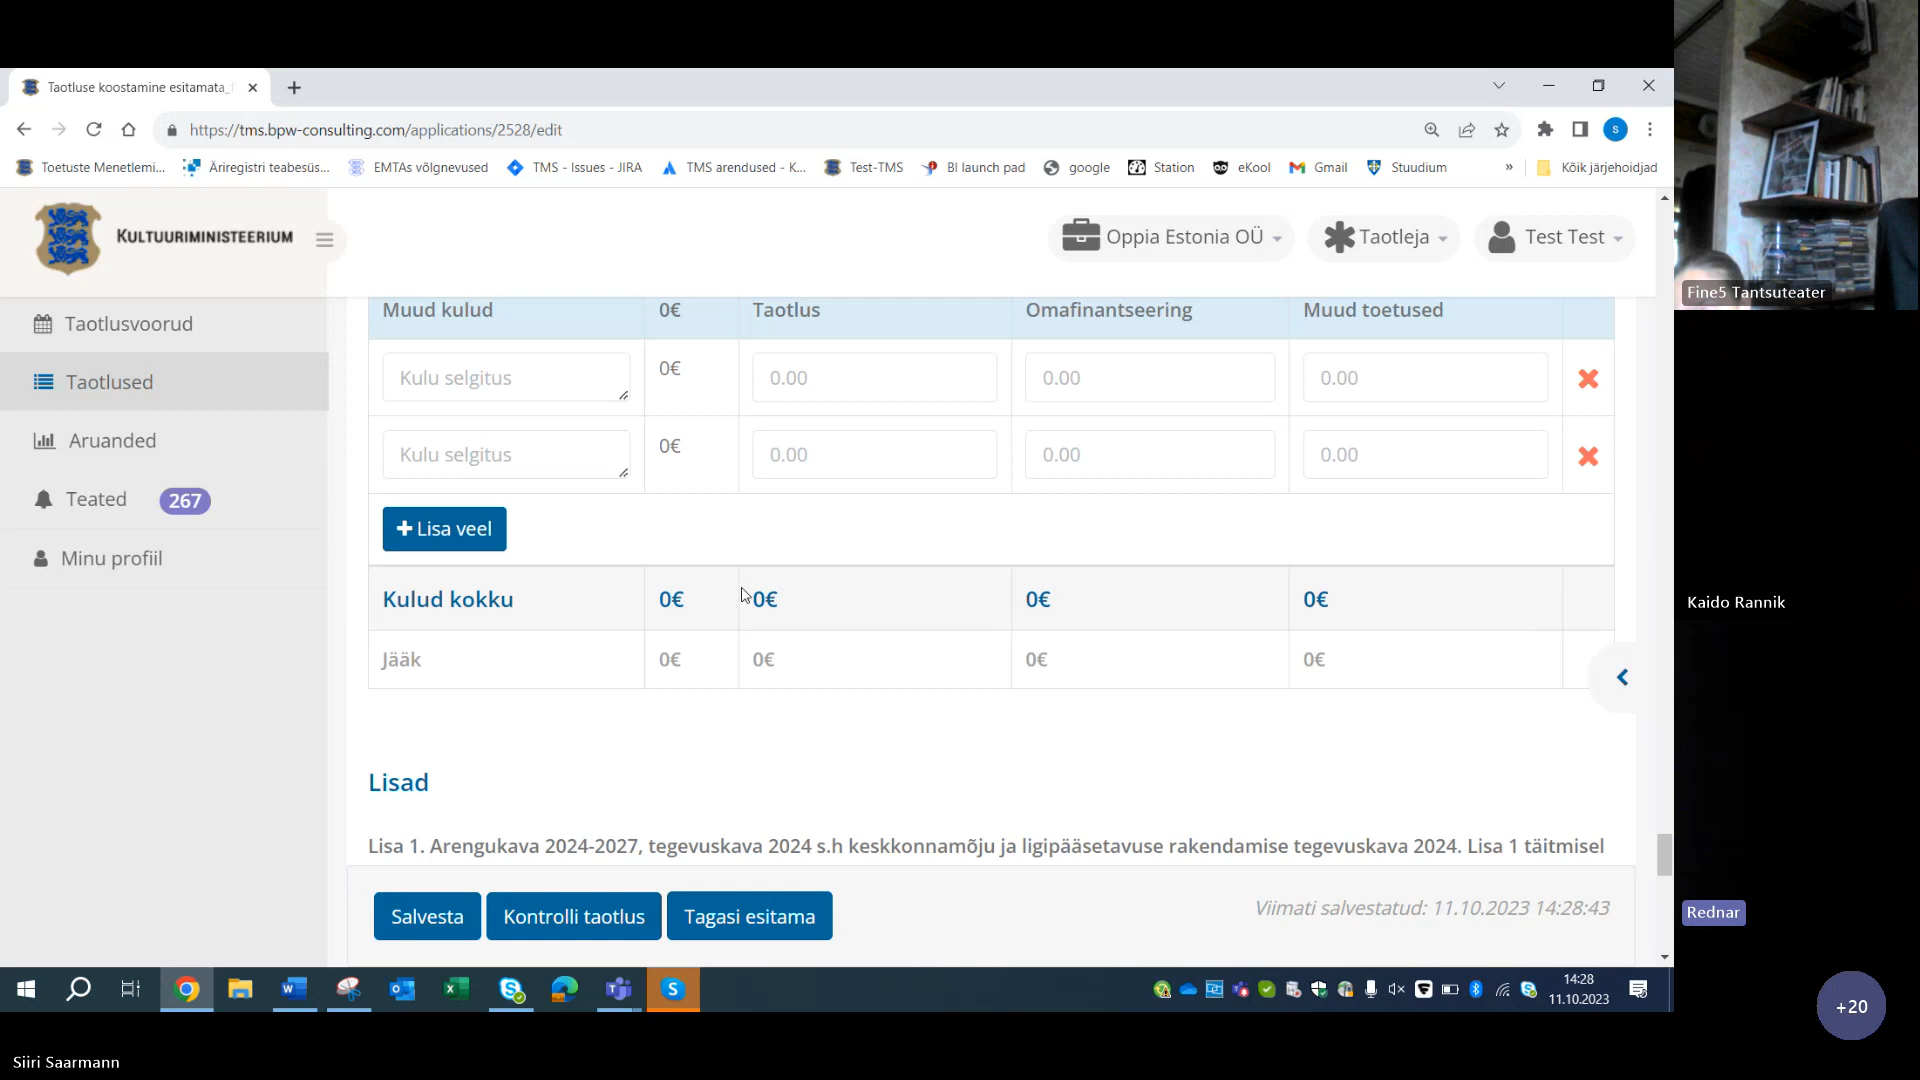 Taotluse koostamine esitamata_
https://tms.bpw-consulting.com/applications/2528/edit
S
Toetuste Menetlemi...
Äriregistri teabesüs...
EMTAs võlgnevused
TMS - Issues - JIRA
TMS arendused - K...
Test-TMS
BI launch pad
google
Station
eKool
Gmail
Stuudium
»
Kõik järjehoidjad
KULTUURIMINISTEERIUM
Oppia Estonia OÜ
Taotleja
Test Test
Taotlusvoorud
Taotlused
Aruanded
Teated 267
Minu profiil
Muud kulud 0€ Taotlus Omafinantseering Muud toetused
Kulu selgitus 0€ 0.00 0.00 0.00
Kulu selgitus 0€ 0.00 0.00 0.00
Lisa veel
Kulud kokku 0€ 0€ 0€ 0€
Jääk 0€ 0€ 0€ 0€
Lisad
Lisa 1. Arengukava 2024-2027, tegevuskava 2024 s.h keskkonnamõju ja ligipääsetavuse rakendamise tegevuskava 2024. Lisa 1 täitmisel
Salvesta
Kontrolli taotlus
Tagasi esitama
Viimati salvestatud: 11.10.2023 14:28:43
14:28
11.10.2023
Fine5 Tantsuteater
Kaido Rannik
Rednar
+20
Siiri Saarmann